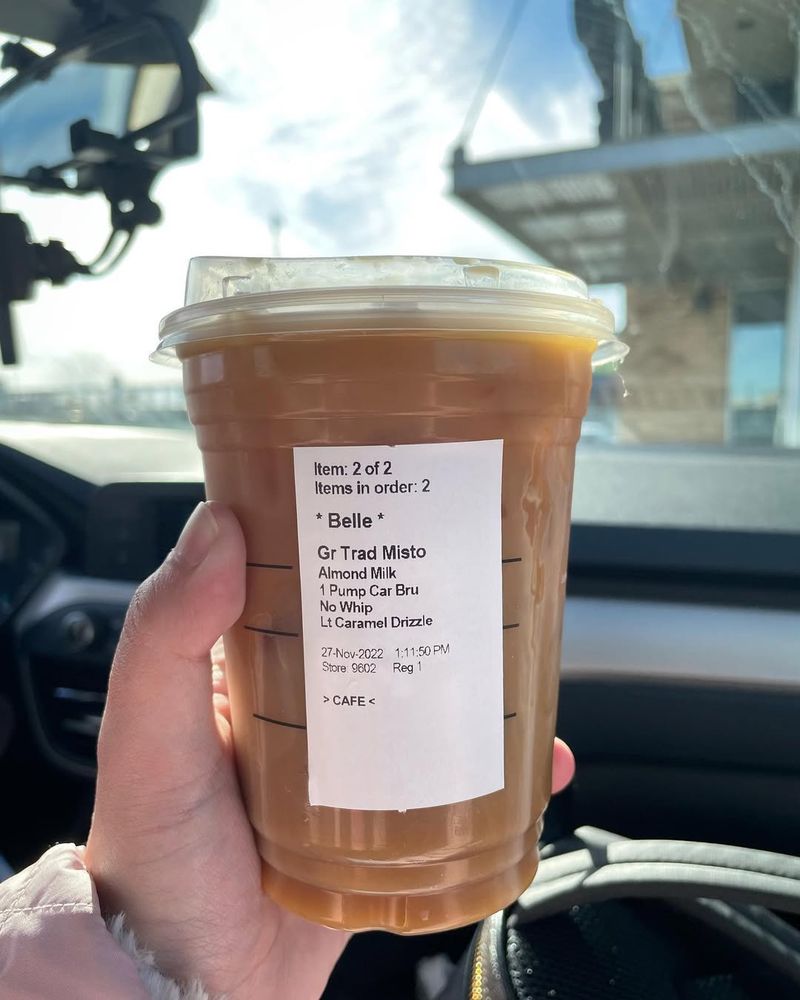 Item: 2 of 2
Items in order: 2
* Belle *
Gr Trad Misto
Almond Milk
1 Pump Car Bru
No Whip
Lt Caramel Drizzle
27-Nov-2022 1:11:50 PM
Store: 9602 Reg 1
> CAFE <